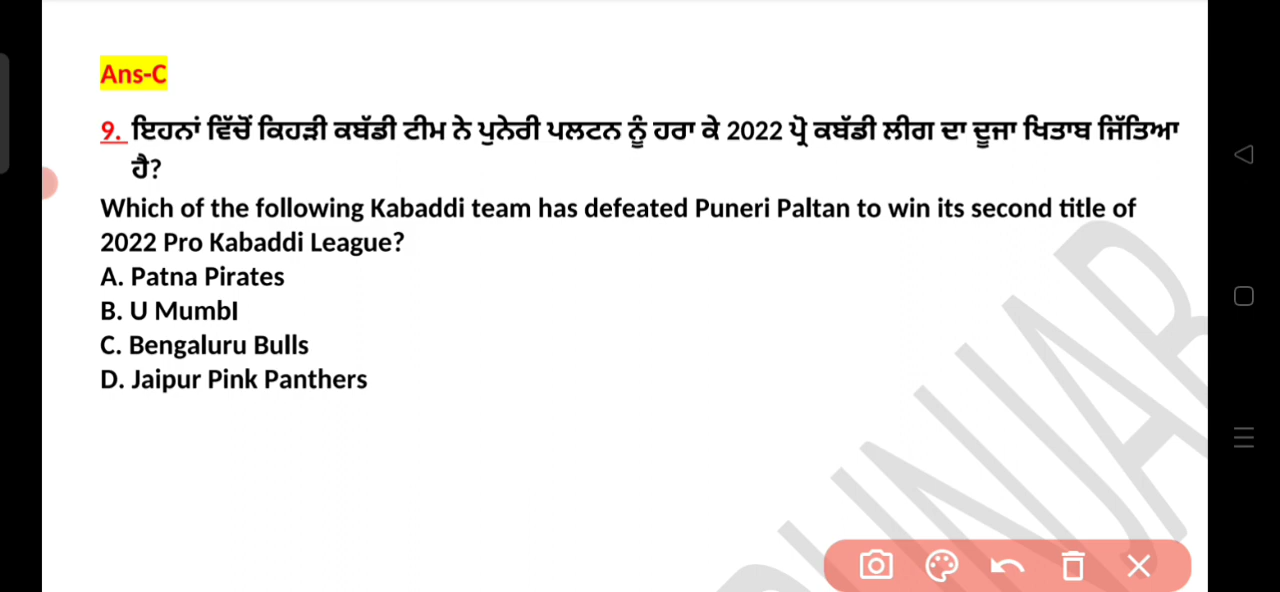 Ans-C
9. ਇਹਨਾਂ ਵਿੱਚੋਂ ਕਿਹੜੀ ਕਬੱਡੀ ਟੀਮ ਨੇ ਪੁਨੇਰੀ ਪਲਟਨ ਨੂੰ ਹਰਾ ਕੇ 2022 ਪ੍ਰੋ ਕਬੱਡੀ ਲੀਗ ਦਾ ਦੂਜਾ ਖਿਤਾਬ ਜਿੱਤਿਆ
ਹੈ?
Which of the following Kabaddi team has defeated Puneri Paltan to win its second title of
2022 Pro Kabaddi League?
A. Patna Pirates
B. U MumbI
C. Bengaluru Bulls
D. Jaipur Pink Panthers